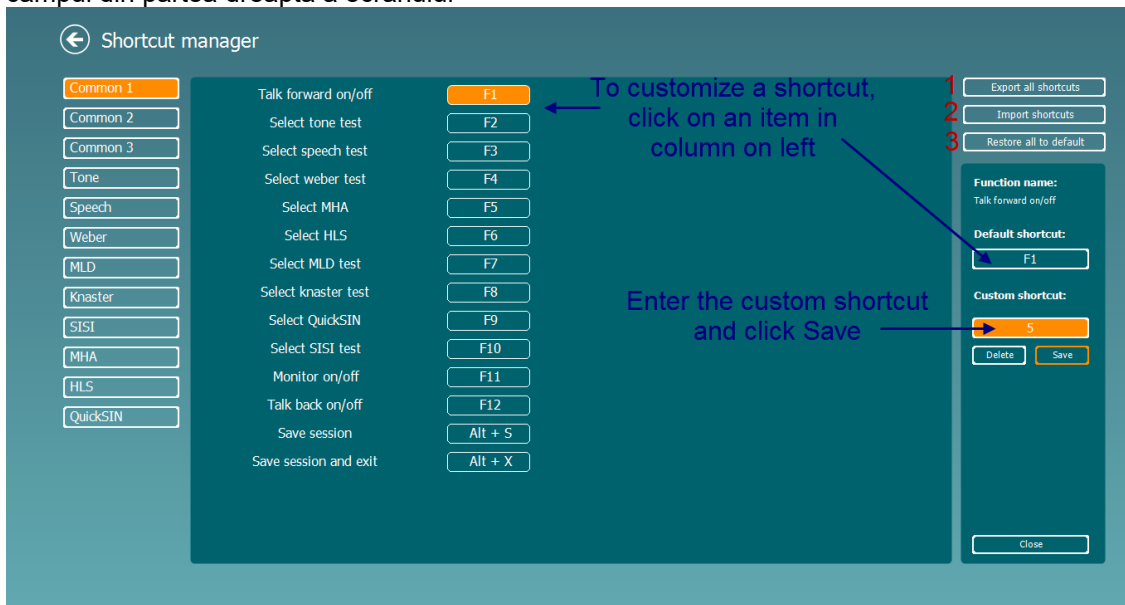 câmpul din partea dreaptă a ecranului
Shortcut manager
Common 1
Common 2
Common 3
Tone
Speech
Weber
MLD
Knaster
SISI
MHA
HLS
QuickSIN
Talk forward on/off F1
Select tone test F2
Select speech test F3
Select weber test F4
Select MHA F5
Select HLS F6
Select MLD test F7
Select knaster test F8
Select QuickSIN F9
Select SISI test F10
Monitor on/off F11
Talk back on/off F12
Save session Alt + S
Save session and exit Alt + X
To customize a shortcut,
click on an item in
column on left
Enter the custom shortcut
and click Save
1 Export all shortcuts
2 Import shortcuts
3 Restore all to default
Function name:
Talk forward on/off
Default shortcut:
F1
Custom shortcut:
5
Delete Save
Close